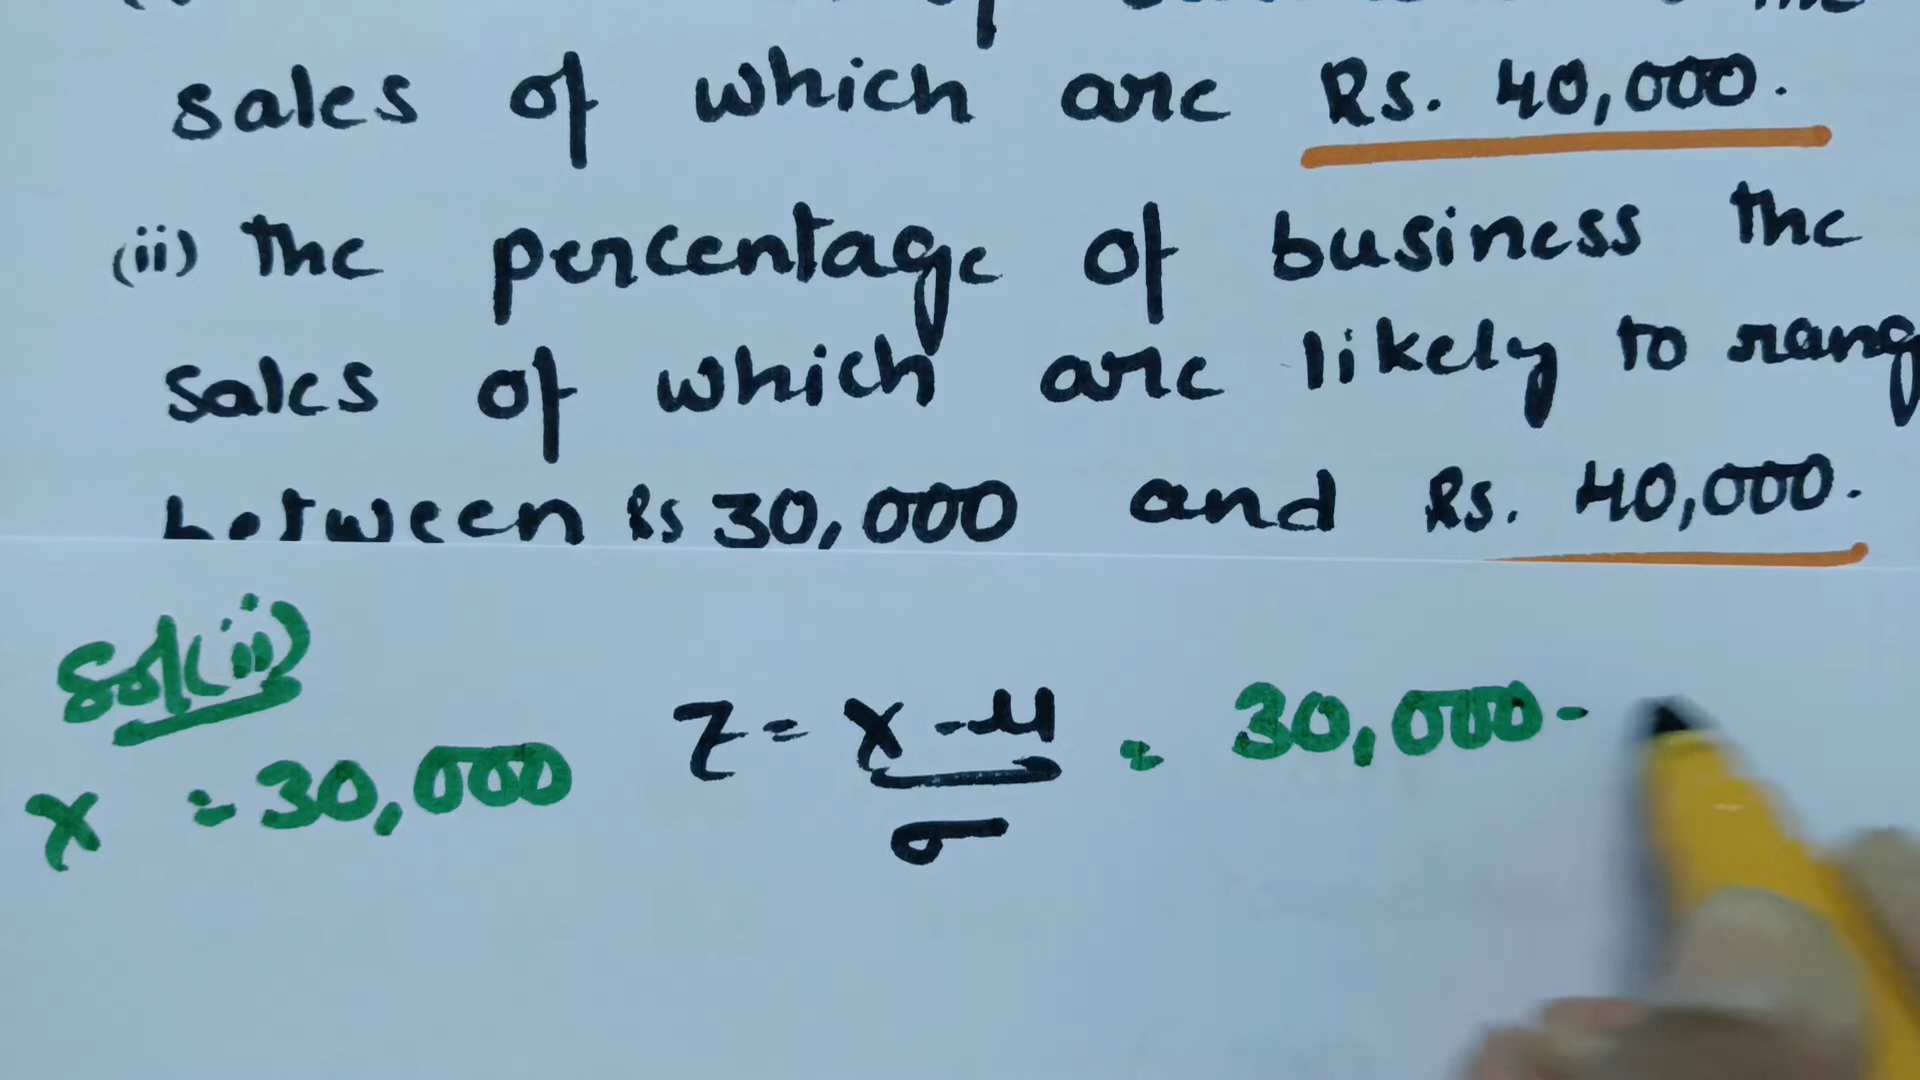 sales of which are Rs. 40,000.
(ii) The percentage of business the
sales of which are likely to rang
between Rs 30,000 and Rs. 40,000.
Sol(ii)
x = 30,000 Z = x - μ / σ = 30,000 -